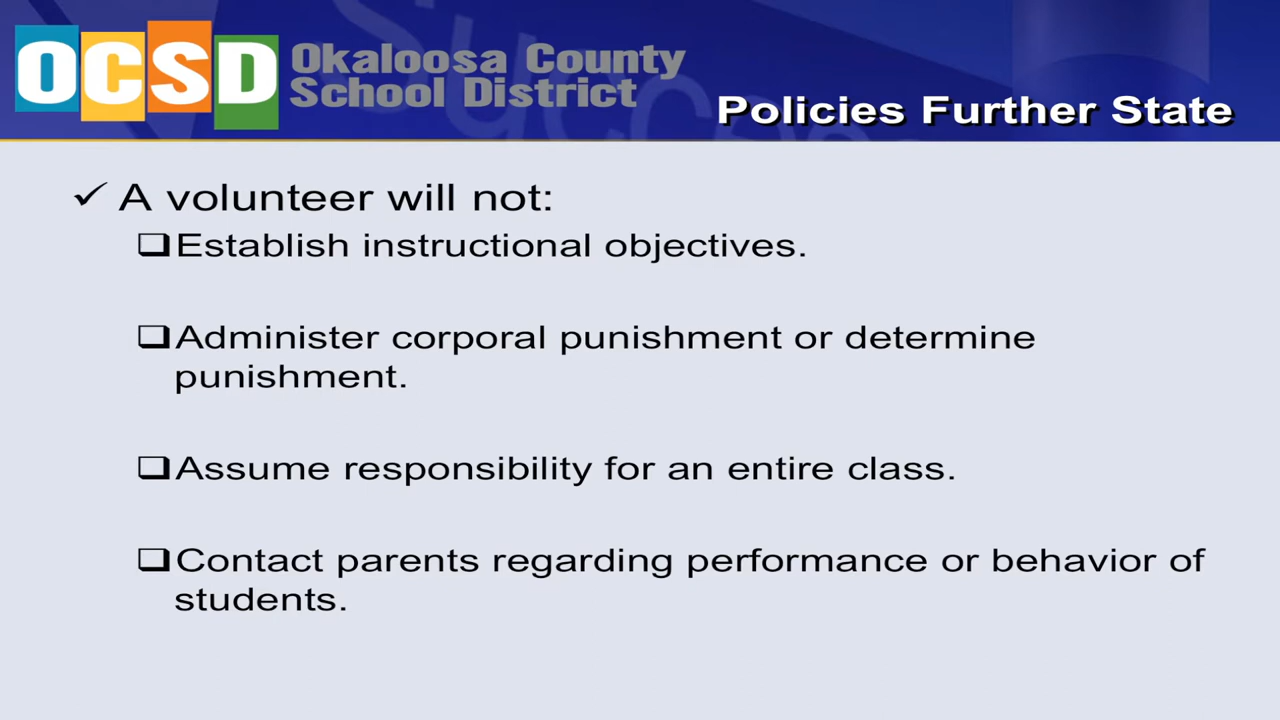 OCSD
Okaloosa County
School District
Success
Policies Further State
✓ A volunteer will not:
❑Establish instructional objectives.
❑Administer corporal punishment or determine
punishment.
❑Assume responsibility for an entire class.
❑Contact parents regarding performance or behavior of
students.